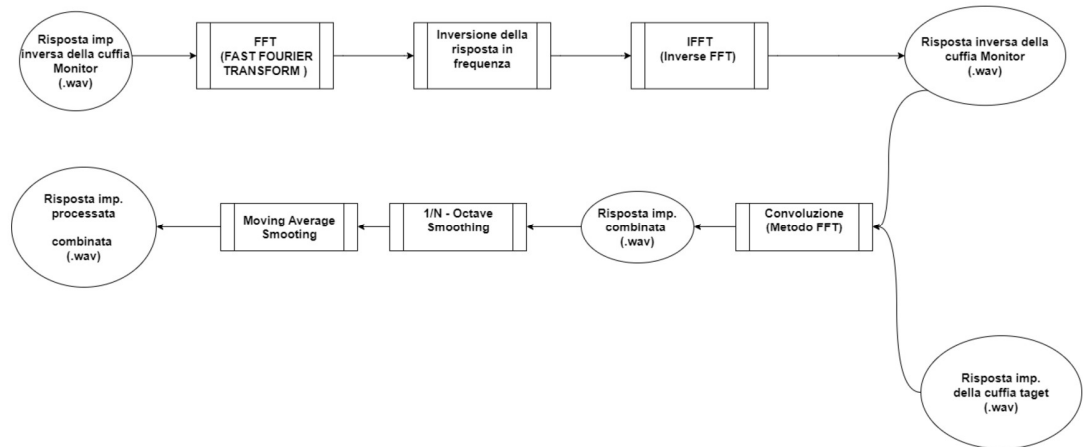 Risposta imp
inversa della cuffia
Monitor
(.wav)
FFT
(FAST FOURIER
TRANSFORM )
Inversione della
risposta in
frequenza
IFFT
(Inverse FFT)
Risposta inversa della
cuffia Monitor
(.wav)
Risposta imp.
processata
combinata
(.wav)
Moving Average
Smooting
1/N - Octave
Smoothing
Risposta imp.
combinata
(.wav)
Convoluzione
(Metodo FFT)
Risposta imp.
della cuffia taget
(.wav)